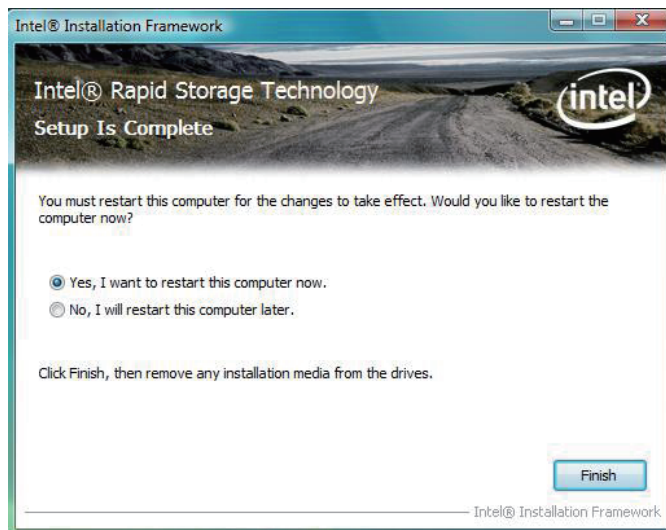 Intel® Installation Framework
Intel® Rapid Storage Technology
Setup Is Complete
intel
You must restart this computer for the changes to take effect. Would you like to restart the
computer now?
Yes, I want to restart this computer now.
No, I will restart this computer later.
Click Finish, then remove any installation media from the drives.
Finish
Intel® Installation Framework